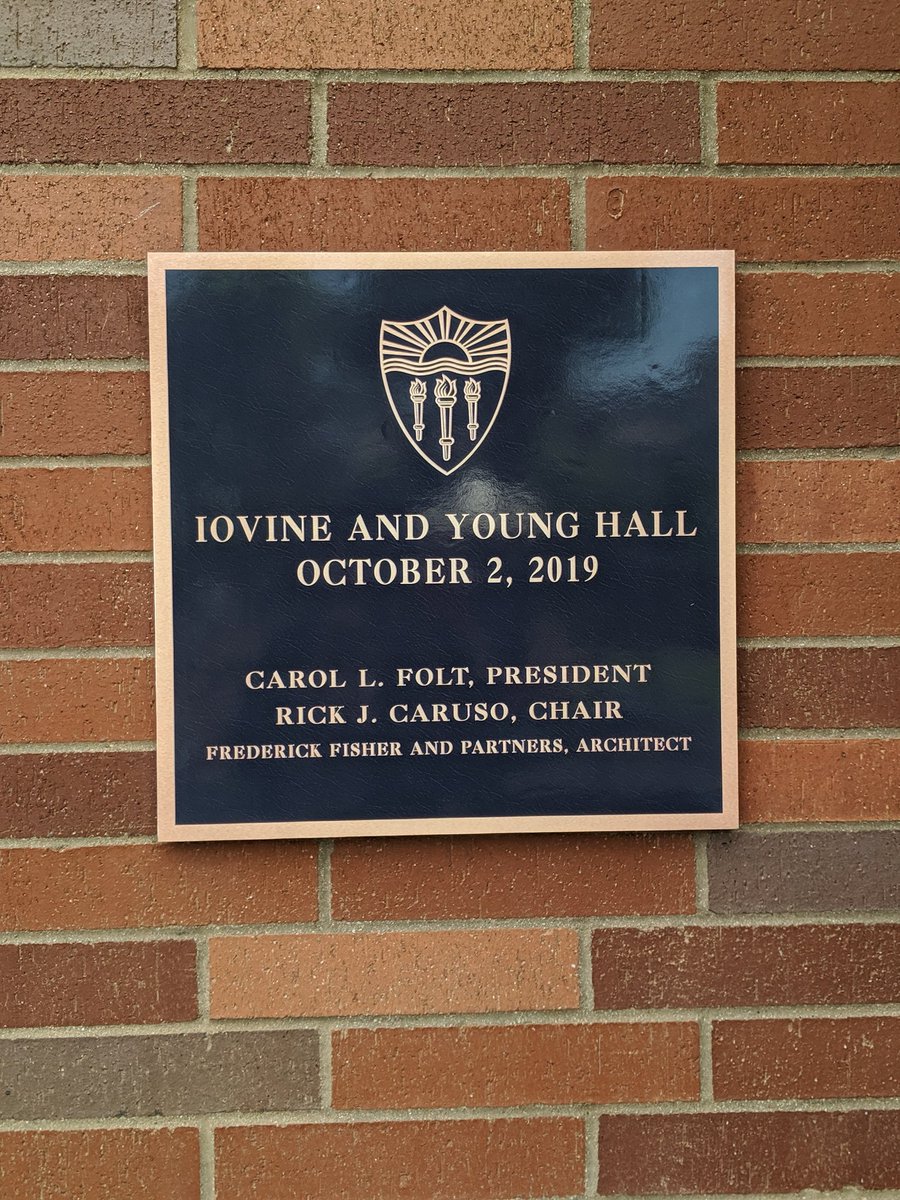 IOVINE AND YOUNG HALL
OCTOBER 2, 2019
CAROL L. FOLT, PRESIDENT
RICK J. CARUSO, CHAIR
FREDERICK FISHER AND PARTNERS, ARCHITECT